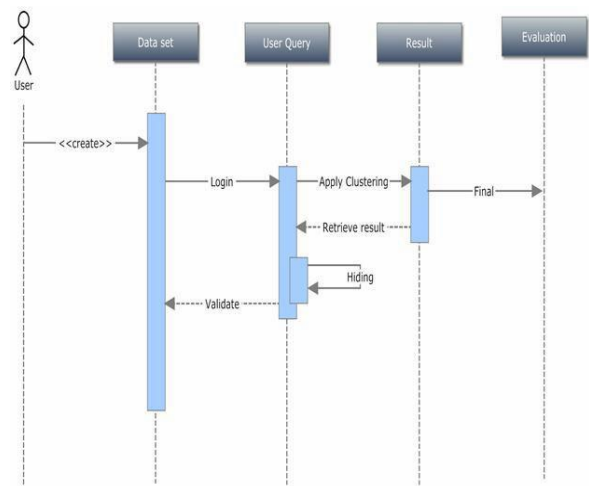 Data set
User Query
Result
Evaluation
User
<<create>>
Login
Apply Clustering
Final
Retrieve result
Hiding
Validate